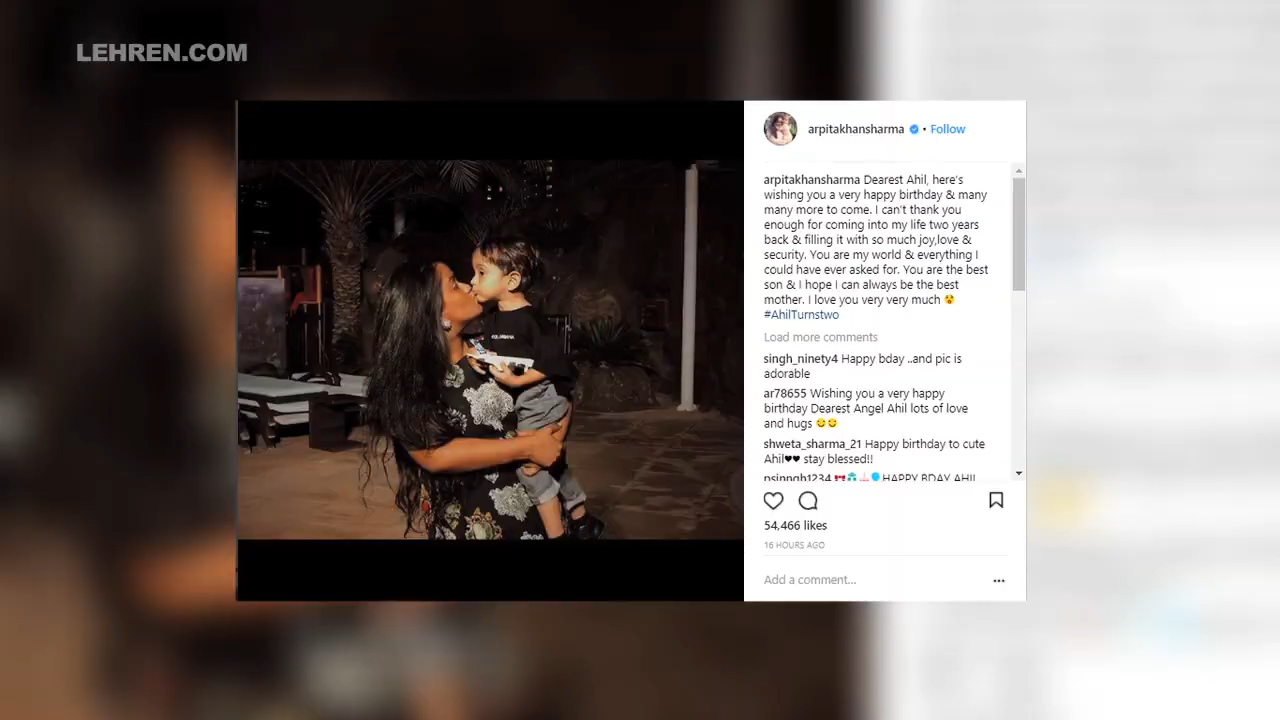 LEHREN.COM
arpitakhansharma • Follow
arpitakhansharma Dearest Ahil, here's
wishing you a very happy birthday & many
many more to come. I can't thank you
enough for coming into my life two years
back & filling it with so much joy,love &
security. You are my world & everything I
could have ever asked for. You are the best
son & I hope I can always be the best
mother. I love you very very much 😵
#AhilTurnstwo
Load more comments
singh_ninety4 Happy bday ..and pic is
adorable
ar78655 Wishing you a very happy
birthday Dearest Angel Ahil lots of love
and hugs 😊😊
shweta_sharma_21 Happy birthday to cute
Ahil♥♥ stay blessed!!
HAPPY BDAY AHIL
54,466 likes
16 HOURS AGO
Add a comment...